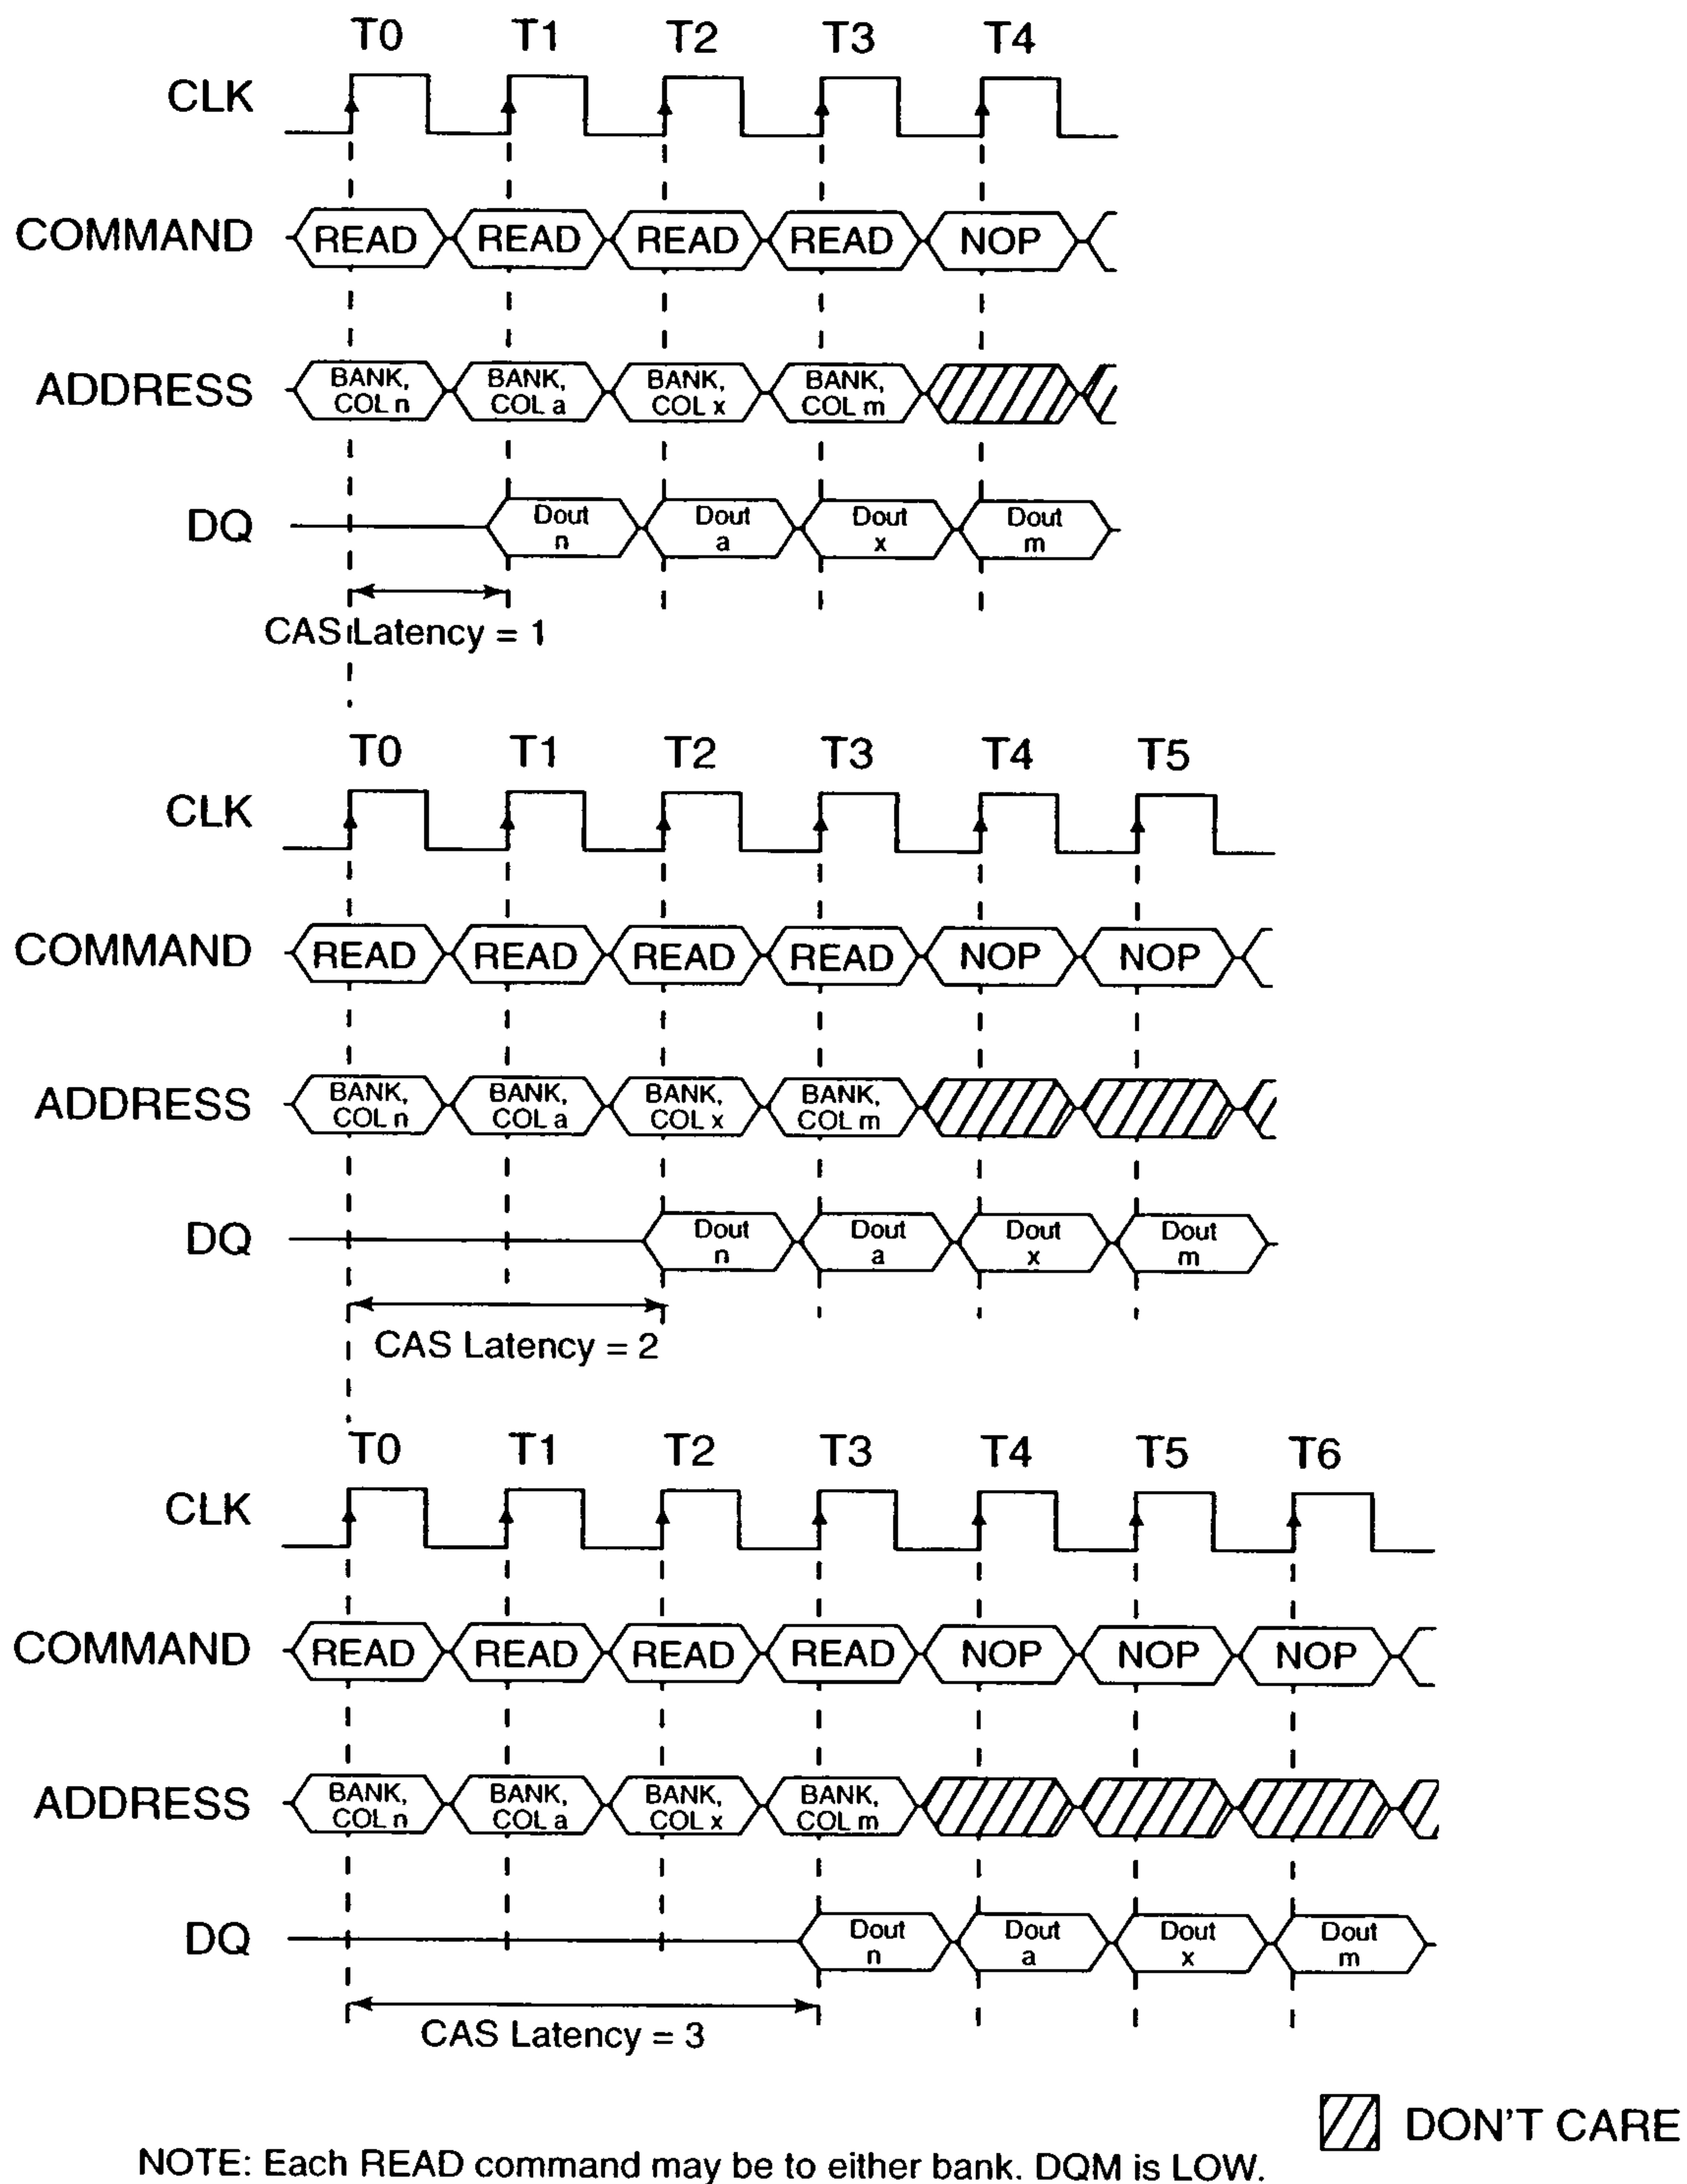 T0 T1 T2 T3 T4
CLK
COMMAND READ READ READ READ NOP
ADDRESS BANK, COL n BANK, COL a BANK, COL x BANK, COL m
DQ Dout n Dout a Dout x Dout m
CAS Latency = 1
T0 T1 T2 T3 T4 T5
CLK
COMMAND READ READ READ READ NOP NOP
ADDRESS BANK, COL n BANK, COL a BANK, COL x BANK, COL m
DQ Dout n Dout a Dout x Dout m
CAS Latency = 2
T0 T1 T2 T3 T4 T5 T6
CLK
COMMAND READ READ READ READ NOP NOP NOP
ADDRESS BANK, COL n BANK, COL a BANK, COL x BANK, COL m
DQ Dout n Dout a Dout x Dout m
CAS Latency = 3
DON'T CARE
NOTE: Each READ command may be to either bank. DQM is LOW.